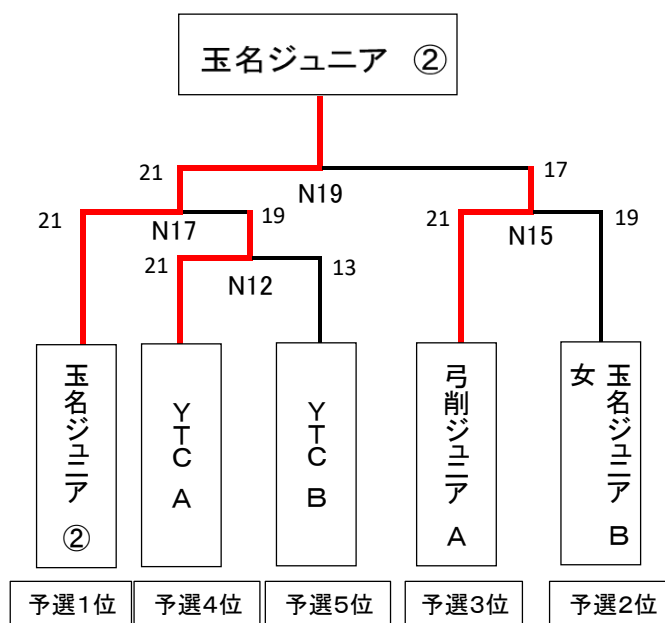 玉名ジュニア ②
21
17
N19
21
19
21
19
N17
N15
21
13
N12
玉名ジュニア ②
YTC A
YTC B
弓削ジュニア A
玉名ジュニア B
女
予選1位
予選4位
予選5位
予選3位
予選2位